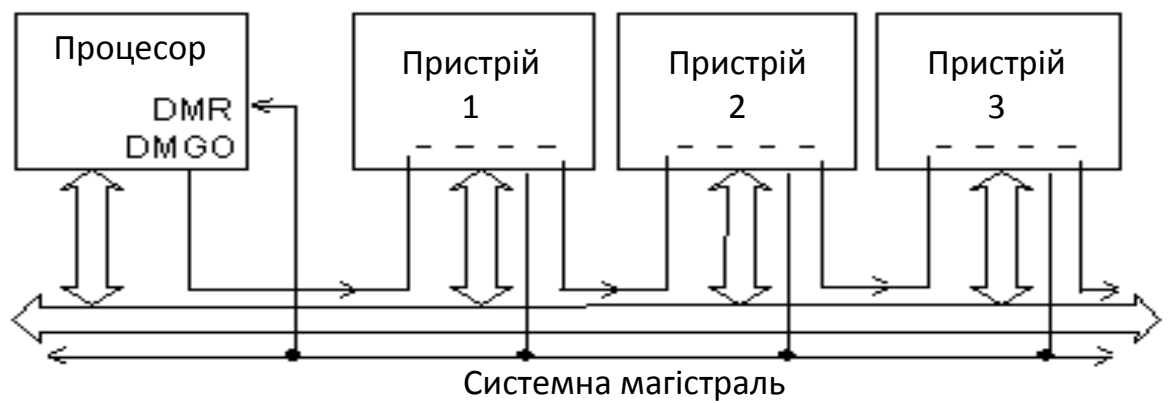 Процесор
DMR
DMGO
Пристрій
1
Пристрій
2
Пристрій
3
Системна магістраль